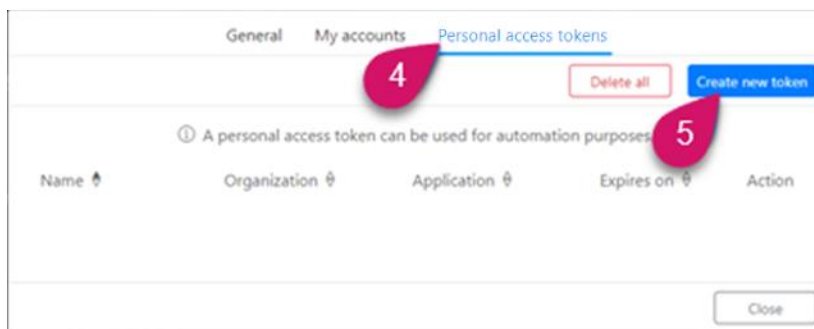 General My accounts Personal access tokens
4
Delete all Create new token
A personal access token can be used for automation purposes
5
Name Organization Application Expires on Action
Close